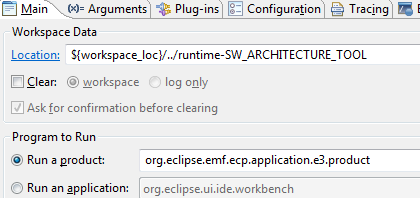 Main Arguments Plug-ins Configuration Tracing
Workspace Data
Location: ${workspace_loc}/../runtime-SW_ARCHITECTURE_TOOL
Clear: workspace log only
Ask for confirmation before clearing
Program to Run
Run a product: org.eclipse.emf.ecp.application.e3.product
Run an application: org.eclipse.ui.ide.workbench